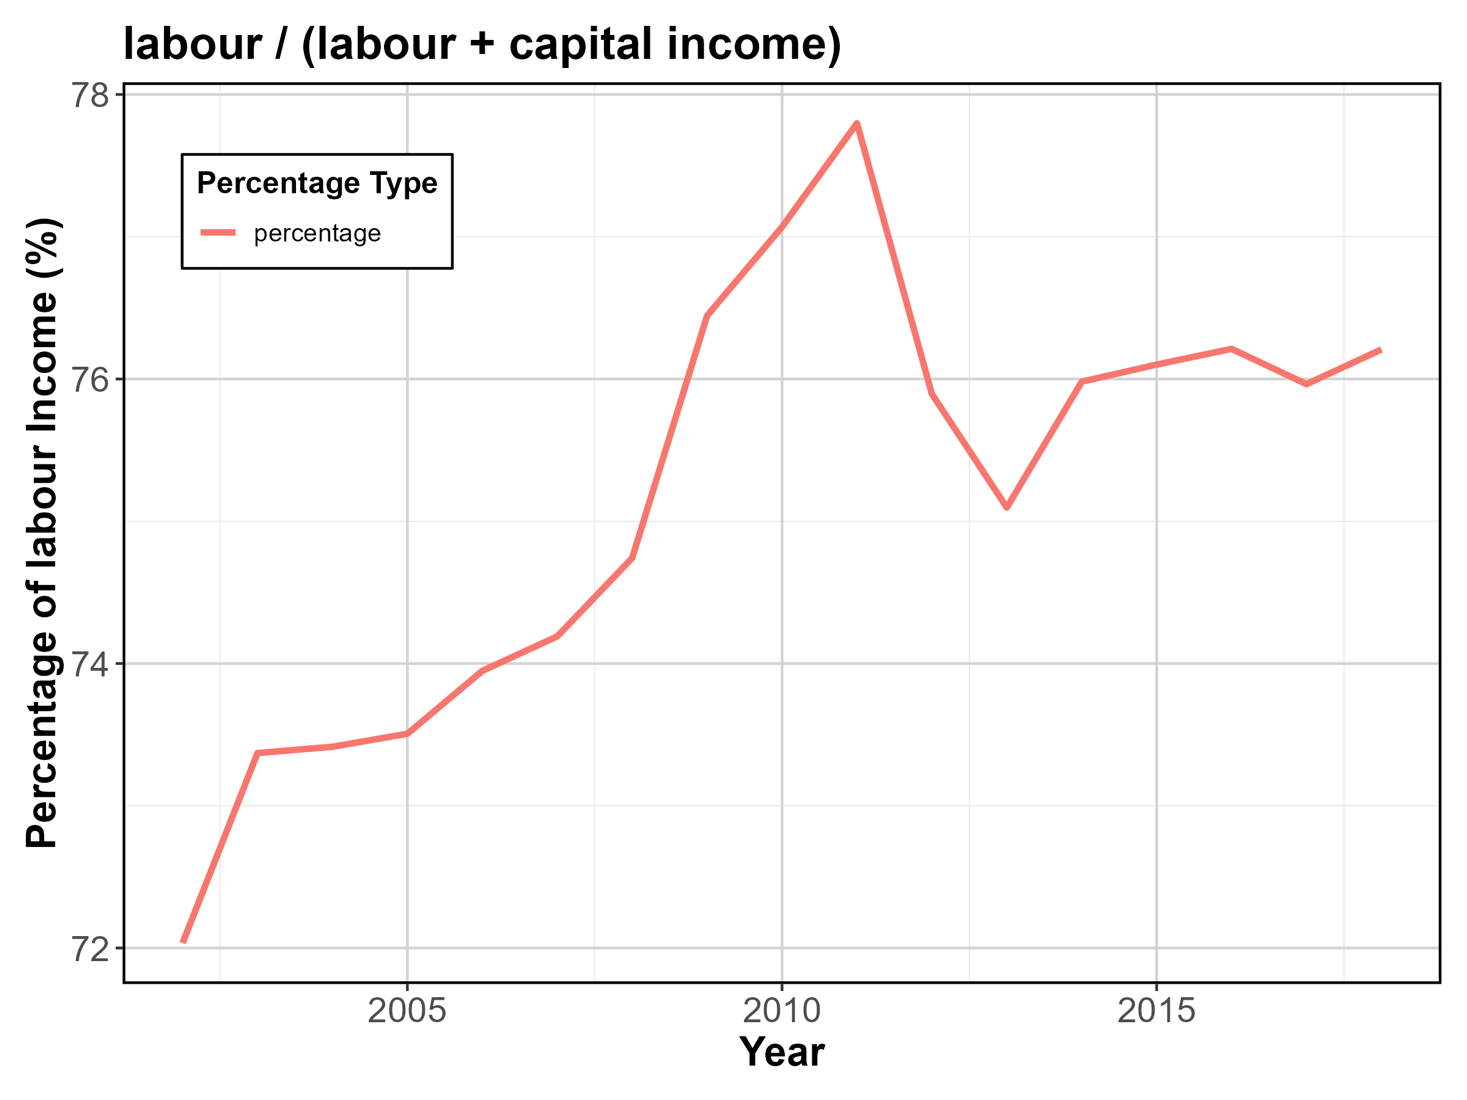 labour / (labour + capital income)
78
76
74
72
Percentage of labour Income (%)
Percentage Type
percentage
2005 2010 2015
Year